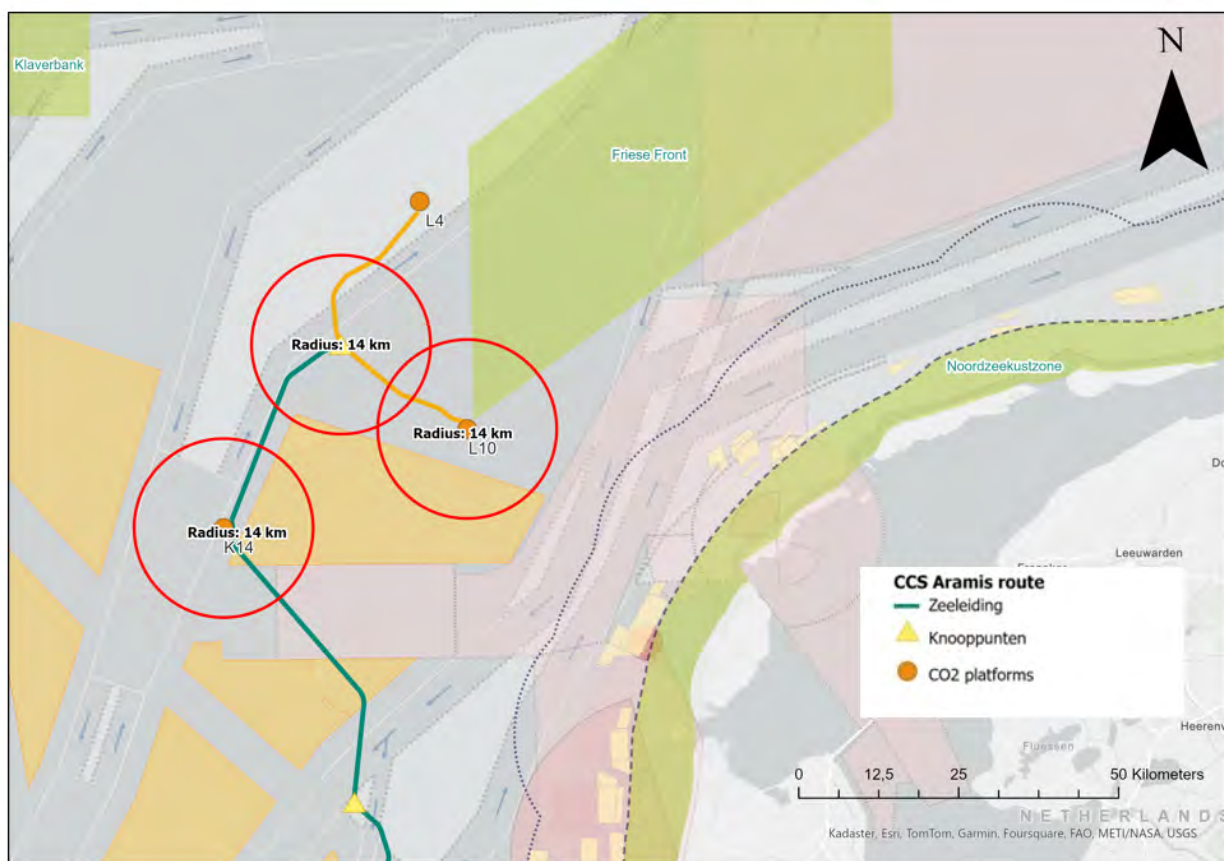 N
Klaverbank
Friese Front
L4
Radius: 14 km
Noordzeekustzone
Radius: 14 km
L10
Radius: 14 km
K14
Leeuwarden
CCS Aramis route
Zeeleiding
Knooppunten
CO2 platforms
Heerenv
Fluessen
0 12,5 25 50 Kilometers
NETHERLANDS
Kadaster, Esri, TomTom, Garmin, Foursquare, FAO, METI/NASA, USGS